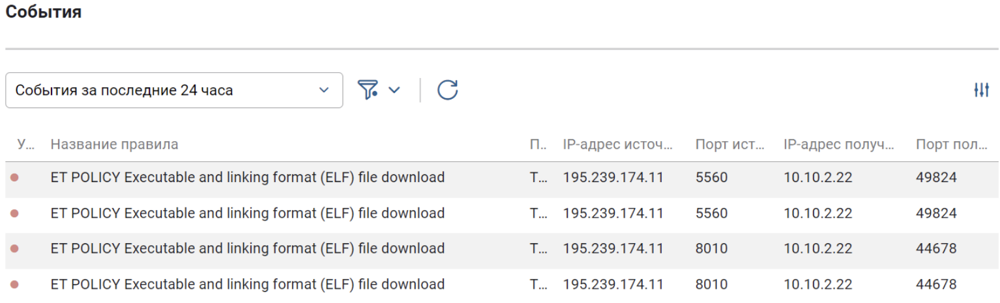 События
События за последние 24 часа
У... Название правила П.. IP-адрес источ... Порт ист... IP-адрес получ... Порт пол...
ET POLICY Executable and linking format (ELF) file download T... 195.239.174.11 5560 10.10.2.22 49824
ET POLICY Executable and linking format (ELF) file download T... 195.239.174.11 5560 10.10.2.22 49824
ET POLICY Executable and linking format (ELF) file download T... 195.239.174.11 8010 10.10.2.22 44678
ET POLICY Executable and linking format (ELF) file download T... 195.239.174.11 8010 10.10.2.22 44678